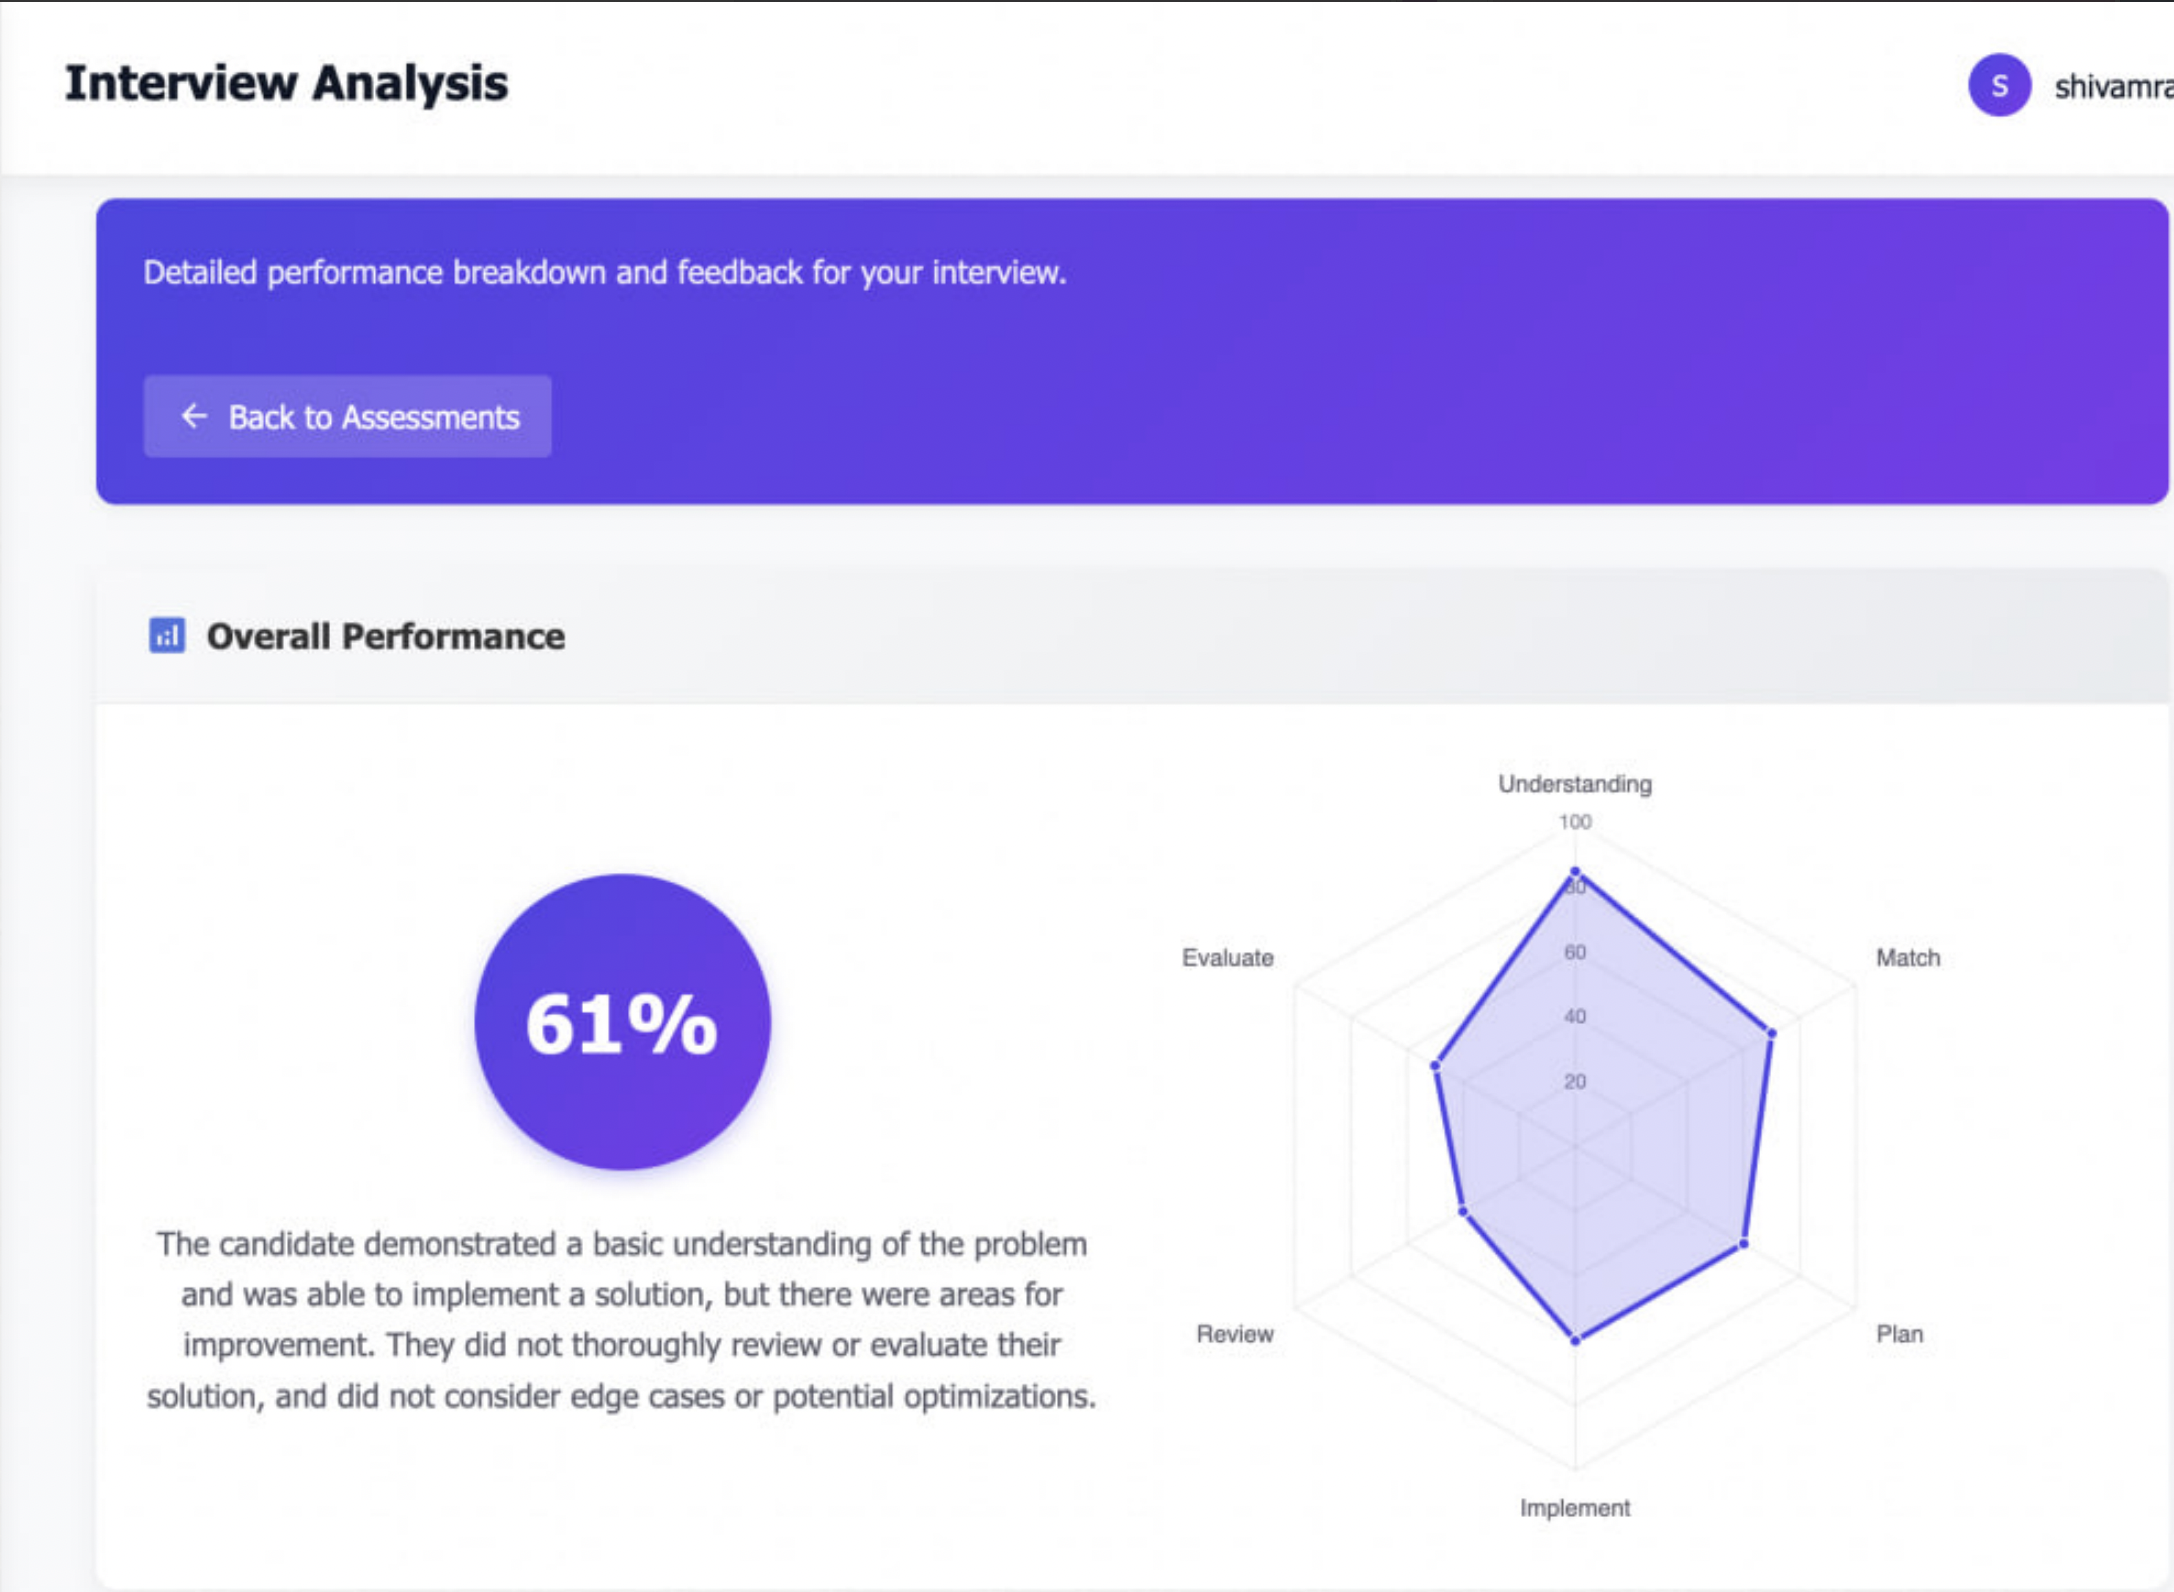 Interview Analysis
S
Detailed performance breakdown and feedback for your interview.
← Back to Assessments
Overall Performance
61%
The candidate demonstrated a basic understanding of the problem
and was able to implement a solution, but there were areas for
improvement. They did not thoroughly review or evaluate their
solution, and did not consider edge cases or potential optimizations.
Understanding
100
80
60
40
20
Evaluate
Match
Review
Plan
Implement